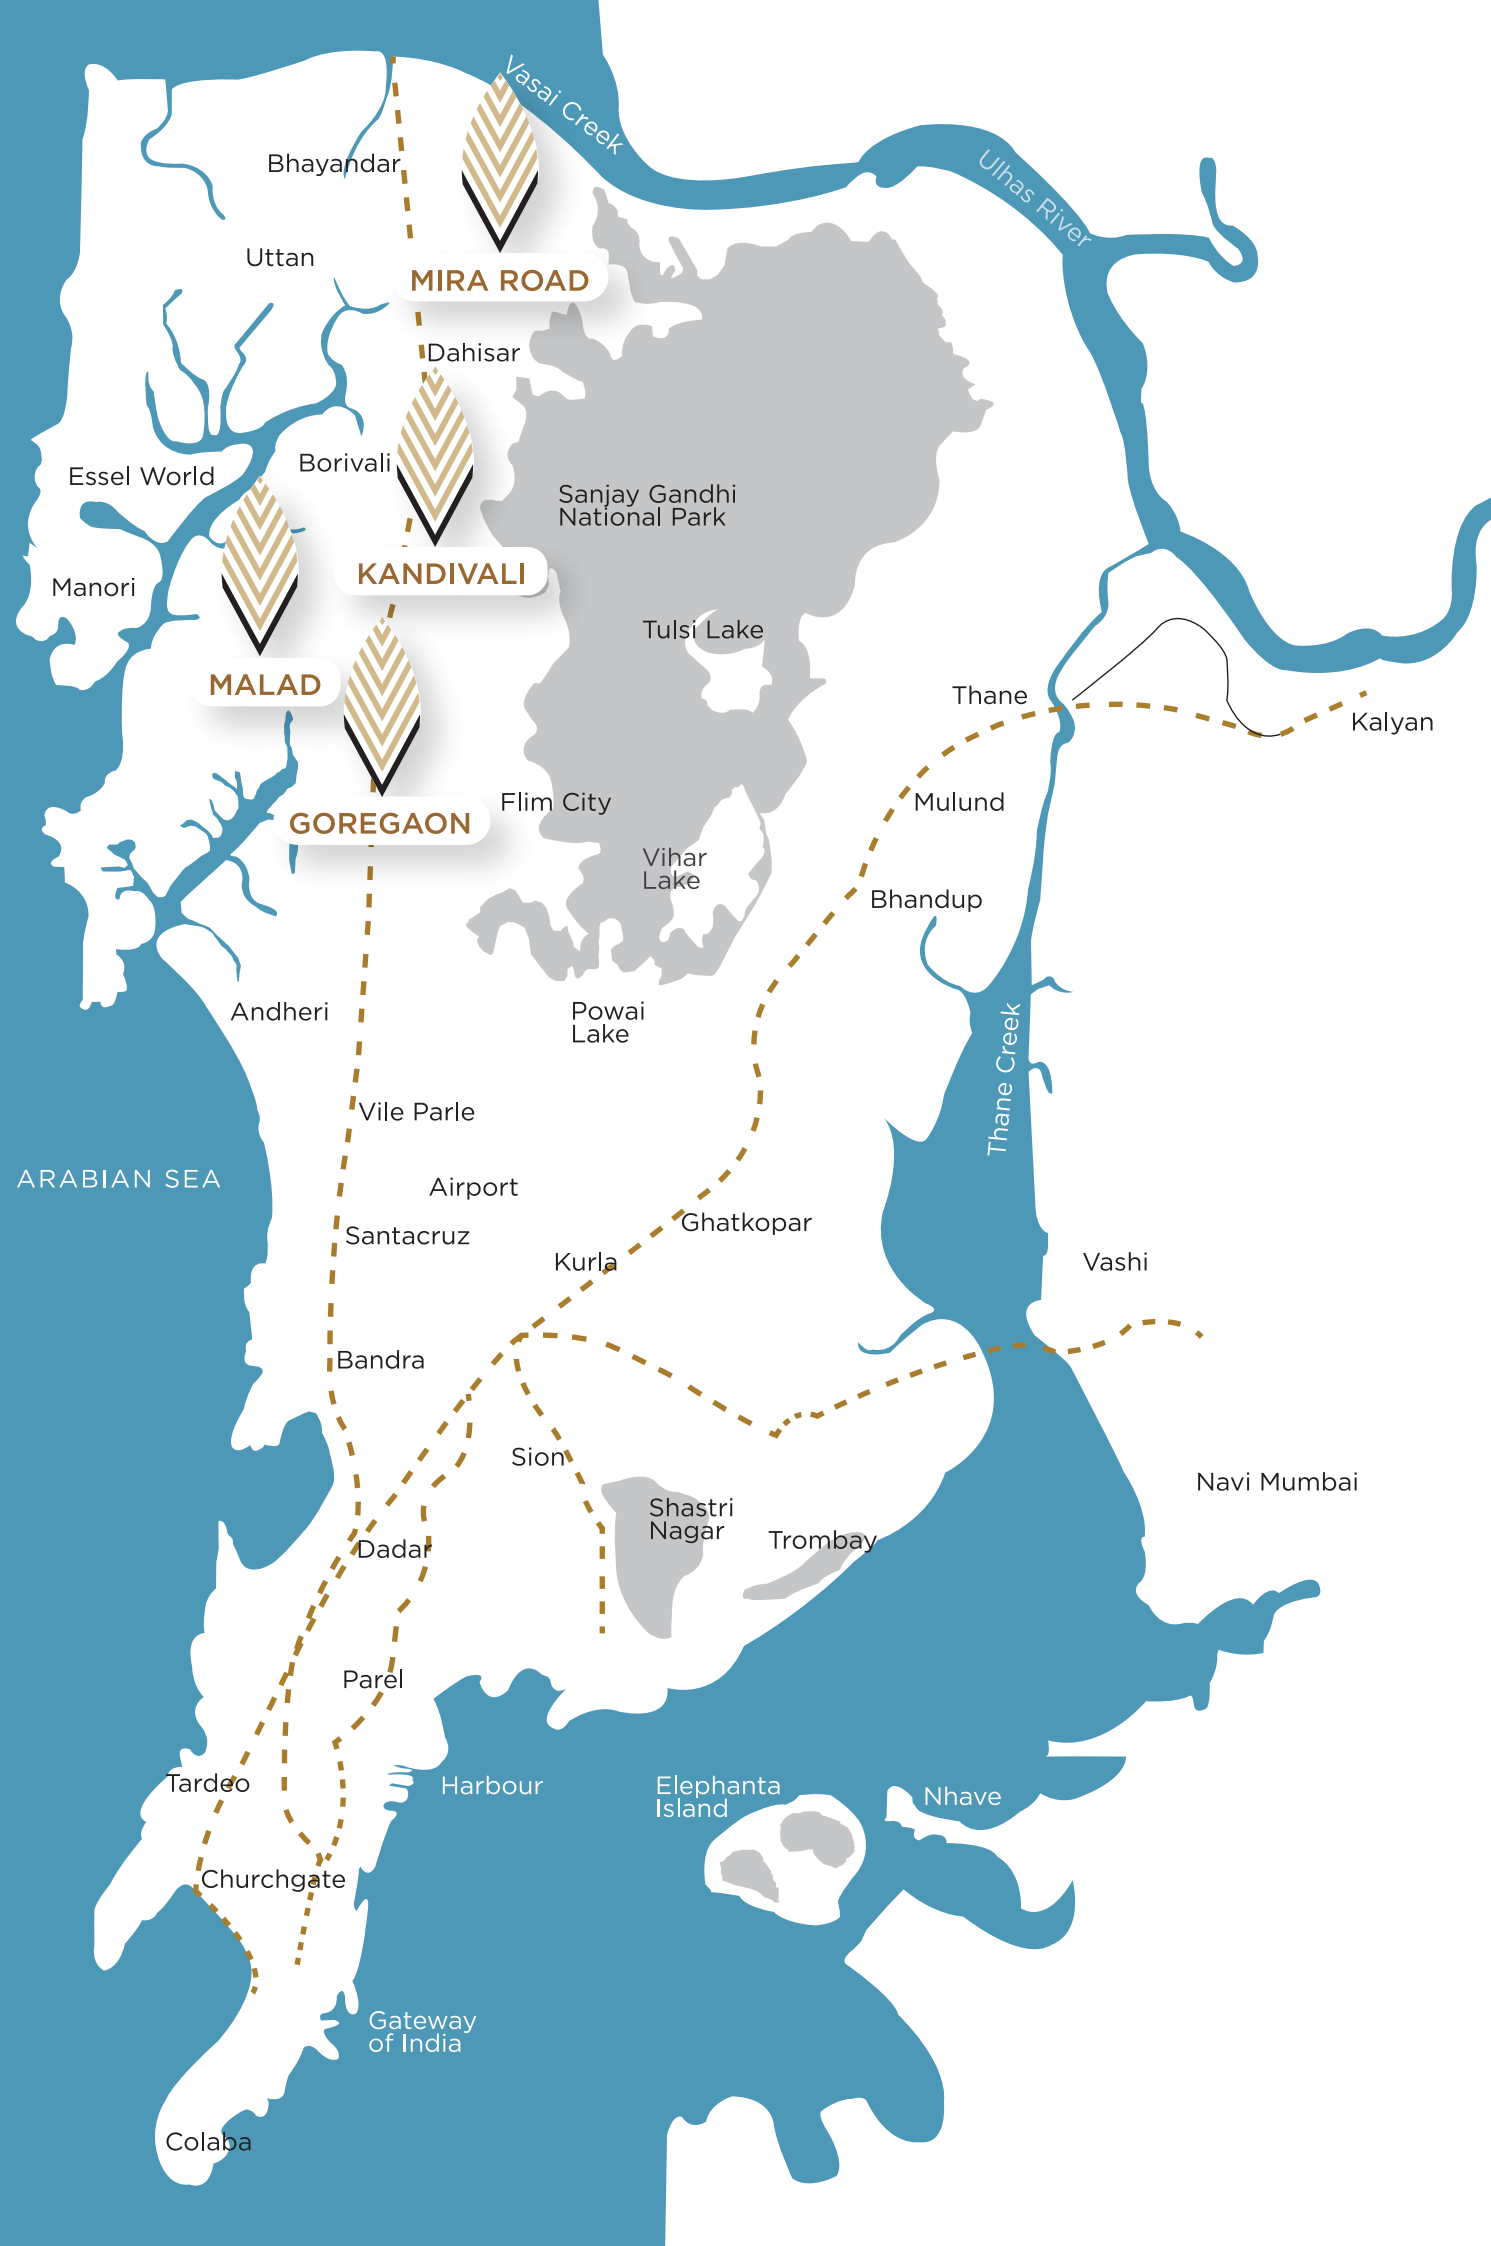 Vasai Creek
Ulhas River
Bhayandar
Uttan
MIRA ROAD
Dahisar
Borivali
Essel World
Sanjay Gandhi
National Park
KANDIVALI
Manori
Tulsi Lake
MALAD
Thane
Kalyan
Flim City
Mulund
GOREGAON
Vihar
Lake
Bhandup
Andheri
Powai
Lake
Thane Creek
Vile Parle
ARABIAN SEA
Airport
Santacruz
Ghatkopar
Kurla
Vashi
Bandra
Sion
Navi Mumbai
Shastri
Nagar
Trombay
Dadar
Parel
Tardeo
Harbour
Elephanta
Island
Nhave
Churchgate
Gateway
of India
Colaba